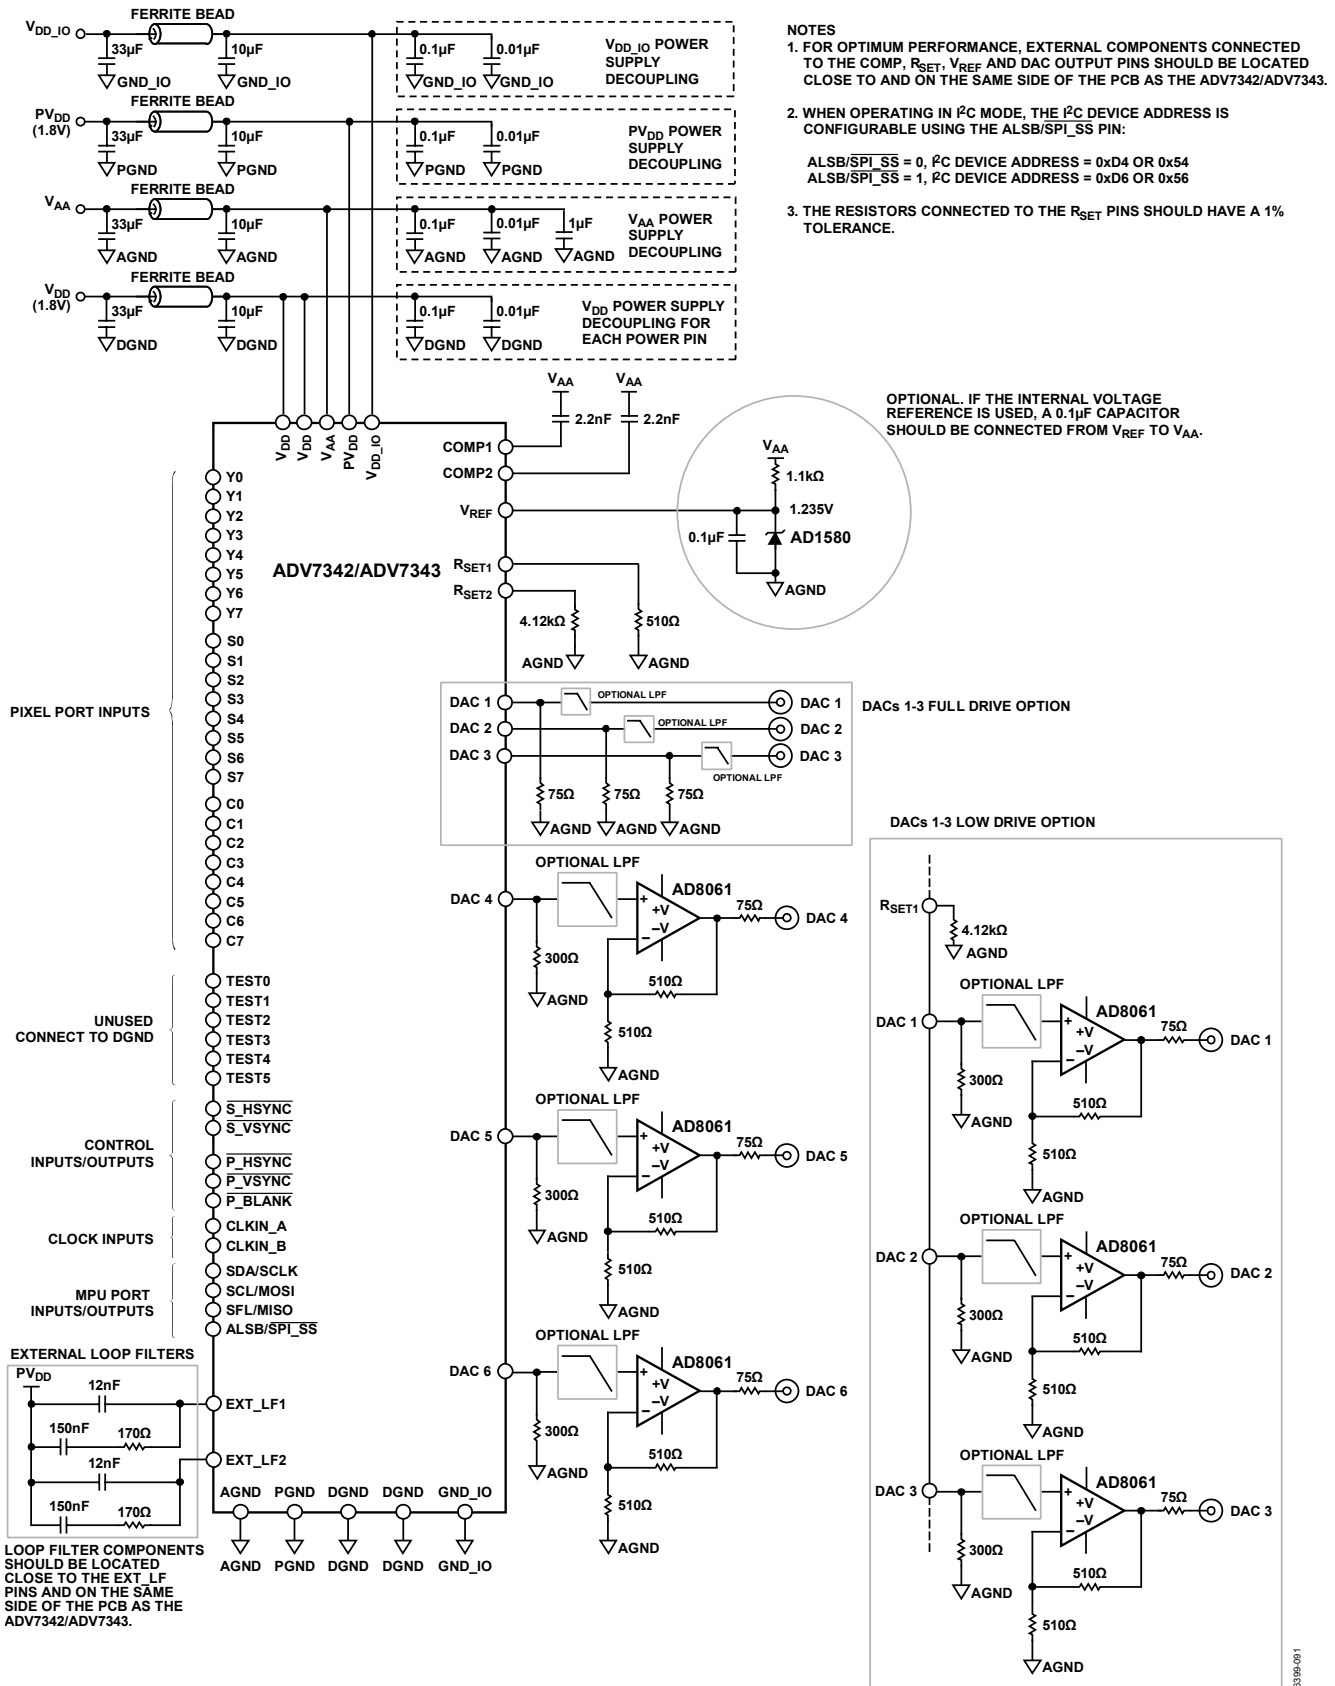 FERRITE BEAD
VDD_IO
33µF
10µF
0.1µF
0.01µF
GND_IO
GND_IO
GND_IO
GND_IO
VDD_IO POWER
SUPPLY
DECOUPLING
FERRITE BEAD
PVDD
(1.8V)
33µF
10µF
0.1µF
0.01µF
PGND
PGND
PGND
PGND
PVDD POWER
SUPPLY
DECOUPLING
FERRITE BEAD
VAA
33µF
10µF
0.1µF
0.01µF
1µF
AGND
AGND
AGND
AGND
AGND
VAA POWER
SUPPLY
DECOUPLING
FERRITE BEAD
VDD
(1.8V)
33µF
10µF
0.1µF
0.01µF
DGND
DGND
DGND
DGND
VDD POWER SUPPLY
DECOUPLING FOR
EACH POWER PIN
NOTES
1. FOR OPTIMUM PERFORMANCE, EXTERNAL COMPONENTS CONNECTED
TO THE COMP, RSET, VREF AND DAC OUTPUT PINS SHOULD BE LOCATED
CLOSE TO AND ON THE SAME SIDE OF THE PCB AS THE ADV7342/ADV7343.
2. WHEN OPERATING IN I²C MODE, THE I²C DEVICE ADDRESS IS
CONFIGURABLE USING THE ALSB/SPI_SS PIN:
ALSB/SPI_SS = 0, I²C DEVICE ADDRESS = 0xD4 OR 0x54
ALSB/SPI_SS = 1, I²C DEVICE ADDRESS = 0xD6 OR 0x56
3. THE RESISTORS CONNECTED TO THE RSET PINS SHOULD HAVE A 1%
TOLERANCE.
VAA
VAA
2.2nF
2.2nF
OPTIONAL. IF THE INTERNAL VOLTAGE
REFERENCE IS USED, A 0.1µF CAPACITOR
SHOULD BE CONNECTED FROM VREF TO VAA.
VAA
1.1kΩ
1.235V
0.1µF
AD1580
AGND
VDD
VDD
VAA
PVDD
VDD_IO
COMP1
COMP2
VREF
ADV7342/ADV7343
RSET1
RSET2
4.12kΩ
510Ω
AGND
AGND
PIXEL PORT INPUTS
Y0
Y1
Y2
Y3
Y4
Y5
Y6
Y7
S0
S1
S2
S3
S4
S5
S6
S7
C0
C1
C2
C3
C4
C5
C6
C7
UNUSED
CONNECT TO DGND
TEST0
TEST1
TEST2
TEST3
TEST4
TEST5
CONTROL
INPUTS/OUTPUTS
S_HSYNC
S_VSYNC
P_HSYNC
P_VSYNC
P_BLANK
CLOCK INPUTS
CLKIN_A
CLKIN_B
MPU PORT
INPUTS/OUTPUTS
SDA/SCLK
SCL/MOSI
SFL/MISO
ALSB/SPI_SS
EXTERNAL LOOP FILTERS
PVDD
12nF
150nF
170Ω
12nF
150nF
170Ω
EXT_LF1
EXT_LF2
LOOP FILTER COMPONENTS
SHOULD BE LOCATED
CLOSE TO THE EXT_LF
PINS AND ON THE SAME
SIDE OF THE PCB AS THE
ADV7342/ADV7343.
AGND PGND DGND DGND GND_IO
AGND PGND DGND DGND GND_IO
DACs 1-3 FULL DRIVE OPTION
DAC 1
OPTIONAL LPF
DAC 1
DAC 2
OPTIONAL LPF
DAC 2
DAC 3
OPTIONAL LPF
DAC 3
75Ω
75Ω
75Ω
AGND
AGND
AGND
OPTIONAL LPF
AD8061
DAC 4
+
+V
−V
−
75Ω
DAC 4
300Ω
AGND
510Ω
510Ω
AGND
OPTIONAL LPF
AD8061
DAC 5
+
+V
−V
−
75Ω
DAC 5
300Ω
AGND
510Ω
510Ω
AGND
OPTIONAL LPF
AD8061
DAC 6
+
+V
−V
−
75Ω
DAC 6
300Ω
AGND
510Ω
510Ω
AGND
DACs 1-3 LOW DRIVE OPTION
RSET1
4.12kΩ
AGND
OPTIONAL LPF
AD8061
DAC 1
+
+V
−V
−
75Ω
DAC 1
300Ω
AGND
510Ω
510Ω
AGND
OPTIONAL LPF
AD8061
DAC 2
+
+V
−V
−
75Ω
DAC 2
300Ω
AGND
510Ω
510Ω
AGND
OPTIONAL LPF
AD8061
DAC 3
+
+V
−V
−
75Ω
DAC 3
300Ω
AGND
510Ω
510Ω
AGND